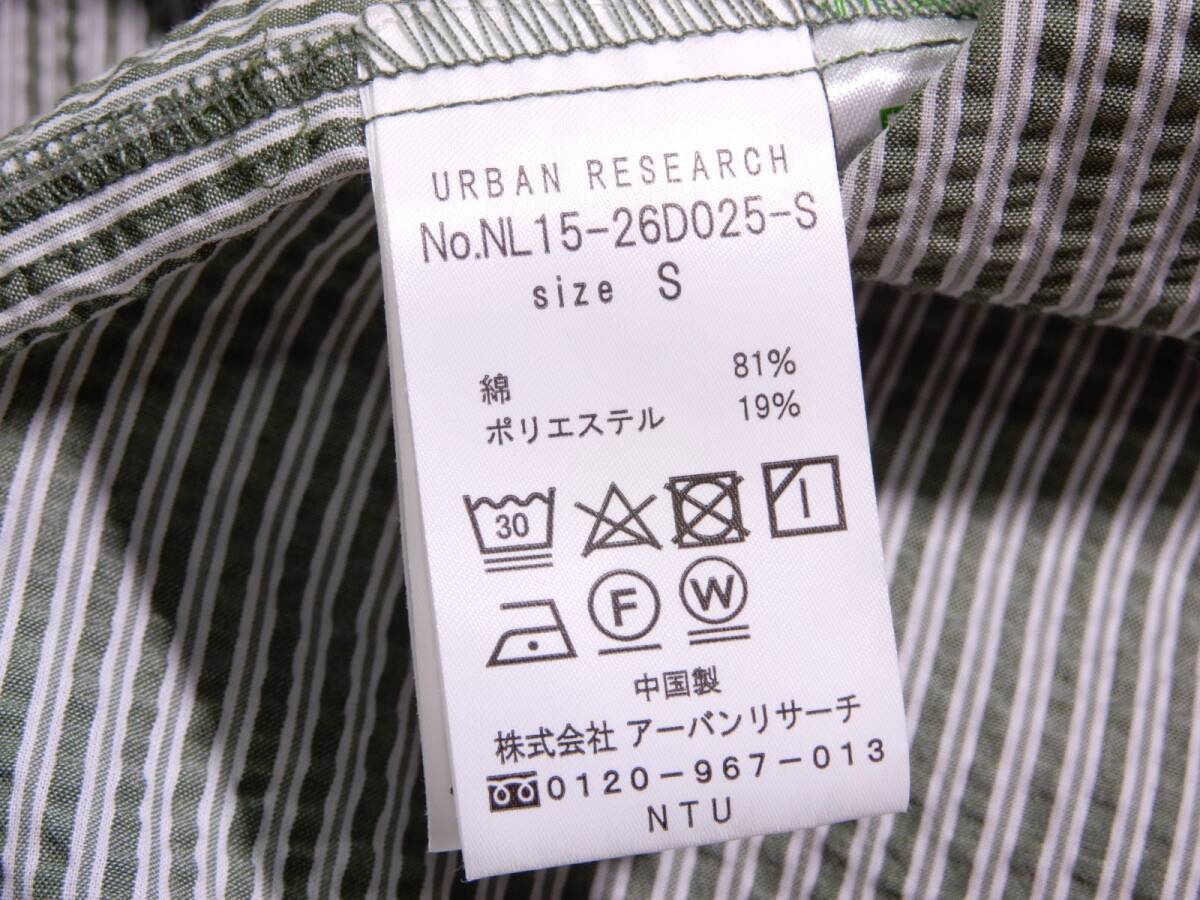 URBAN RESEARCH
No.NL15-26D025-S
size S
綿 81%
ポリエステル 19%
30
F W
中国製
株式会社 アーバンリサーチ
0120-967-013
NTU